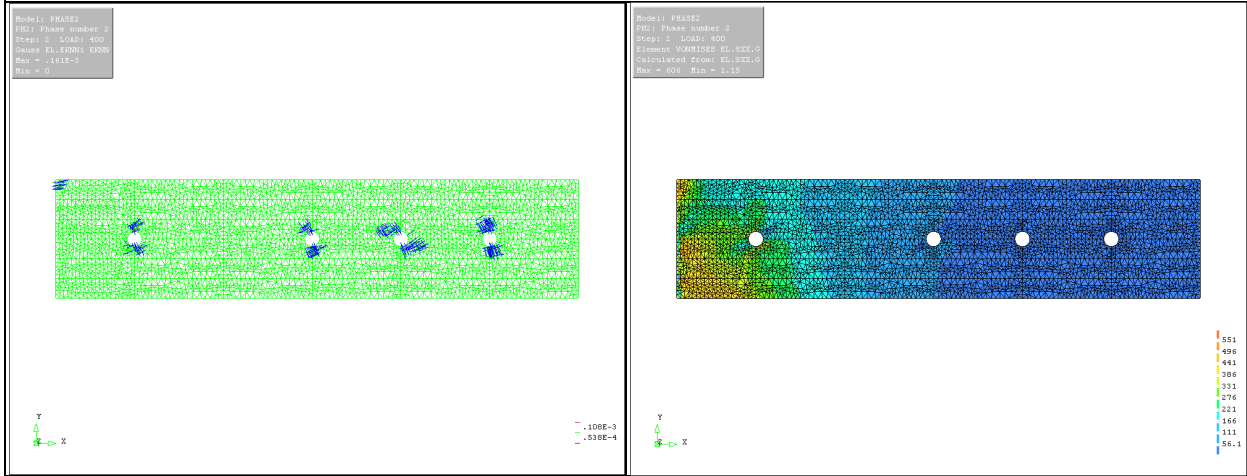 Model: PHASE2
PH2: Phase number 2
Step: 2 LOAD: 400
Gauss EL.EKNN1 EKNN
Max = .161E-3
Min = 0
Y
Z X
.108E-3
.538E-4
Model: PHASE2
PH2: Phase number 2
Step: 2 LOAD: 400
Element VONMISES EL.SXX.G
Calculated from: EL.SXX.G
Max = 606 Min = 1.15
551
496
441
386
331
276
221
166
111
56.1
Y
Z X